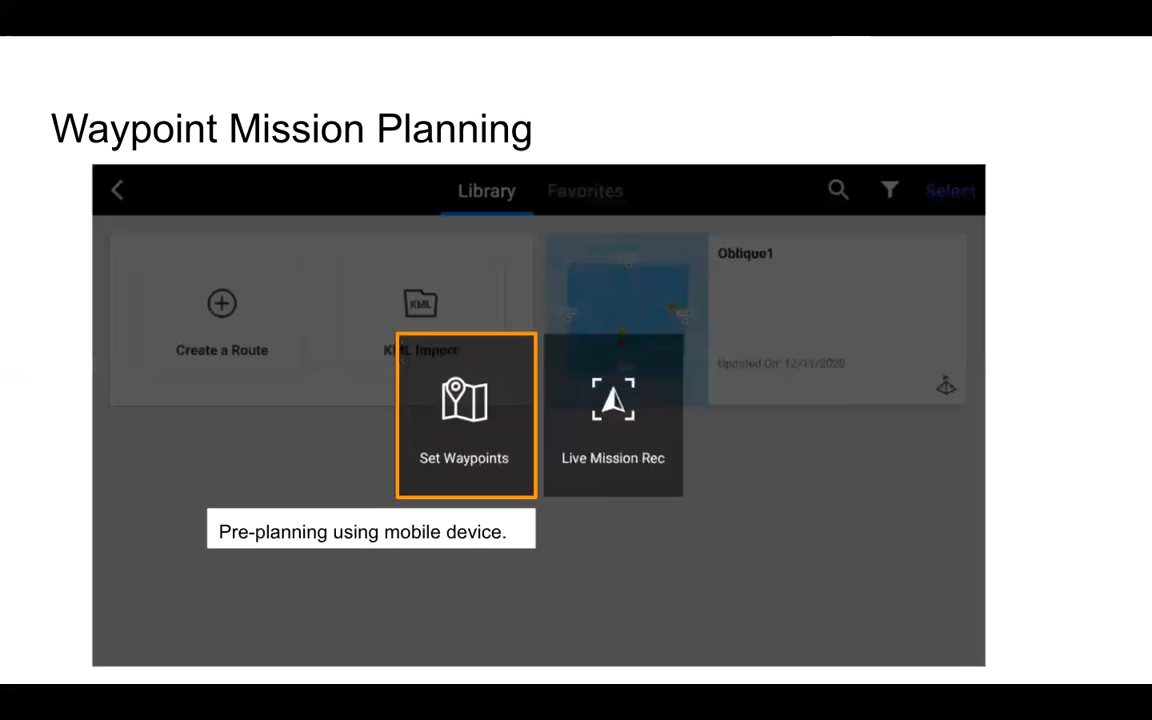 Waypoint Mission Planning
Library Favorites Select
Oblique1
KML
Create a Route
KML Import
Updated On: 12/11/2020
Set Waypoints
Live Mission Rec
Pre-planning using mobile device.